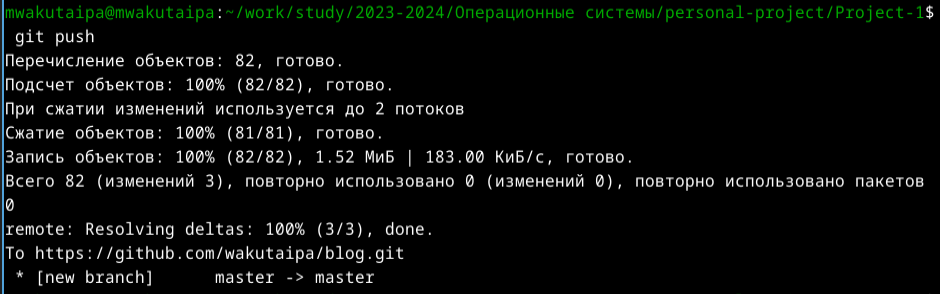 mwakutaipa@mwakutaipa:~/work/study/2023-2024/Операционные системы/personal-project/Project-1$
git push
Перечисление объектов: 82, готово.
Подсчет объектов: 100% (82/82), готово.
При сжатии изменений используется до 2 потоков
Сжатие объектов: 100% (81/81), готово.
Запись объектов: 100% (82/82), 1.52 МиБ | 183.00 КиБ/с, готово.
Всего 82 (изменений 3), повторно использовано 0 (изменений 0), повторно использовано пакетов
0
remote: Resolving deltas: 100% (3/3), done.
To https://github.com/wakutaipa/blog.git
 * [new branch]      master -> master